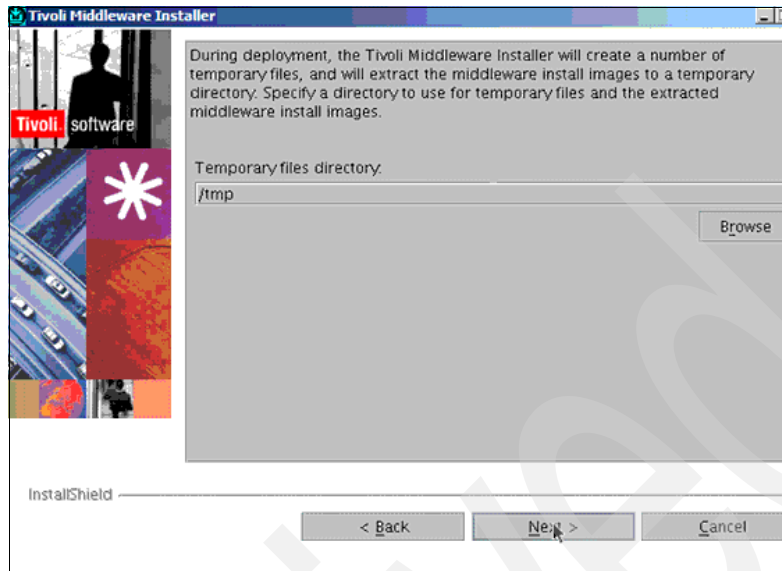 Tivoli Middleware Installer
During deployment, the Tivoli Middleware Installer will create a number of
temporary files, and will extract the middleware install images to a temporary
directory. Specify a directory to use for temporary files and the extracted
middleware install images.
Tivoli. software
Temporary files directory:
/tmp
Browse
InstallShield
< Back
Next >
Cancel